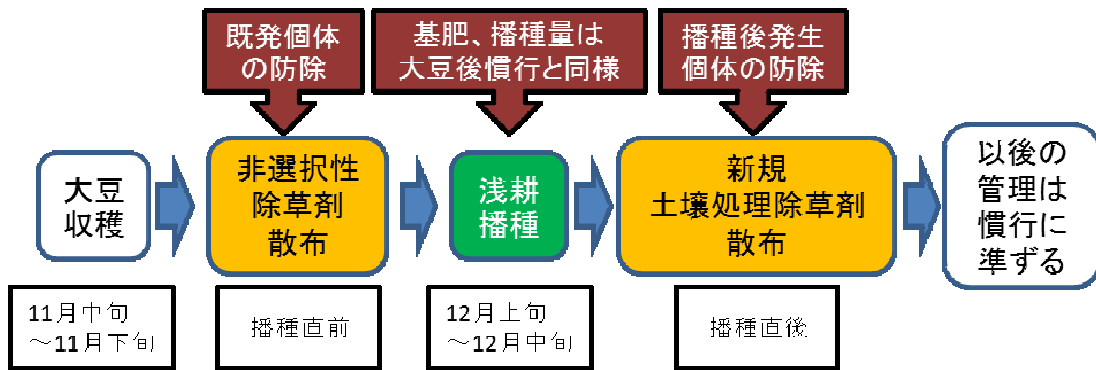 既発個体
の防除
基肥、播種量は
大豆後慣行と同様
播種後発生
個体の防除
大豆
収穫
非選択性
除草剤
散布
浅耕
播種
新規
土壌処理除草剤
散布
以後の
管理は
慣行に
準ずる
11月中旬
～11月下旬
播種直前
12月上旬
～12月中旬
播種直後